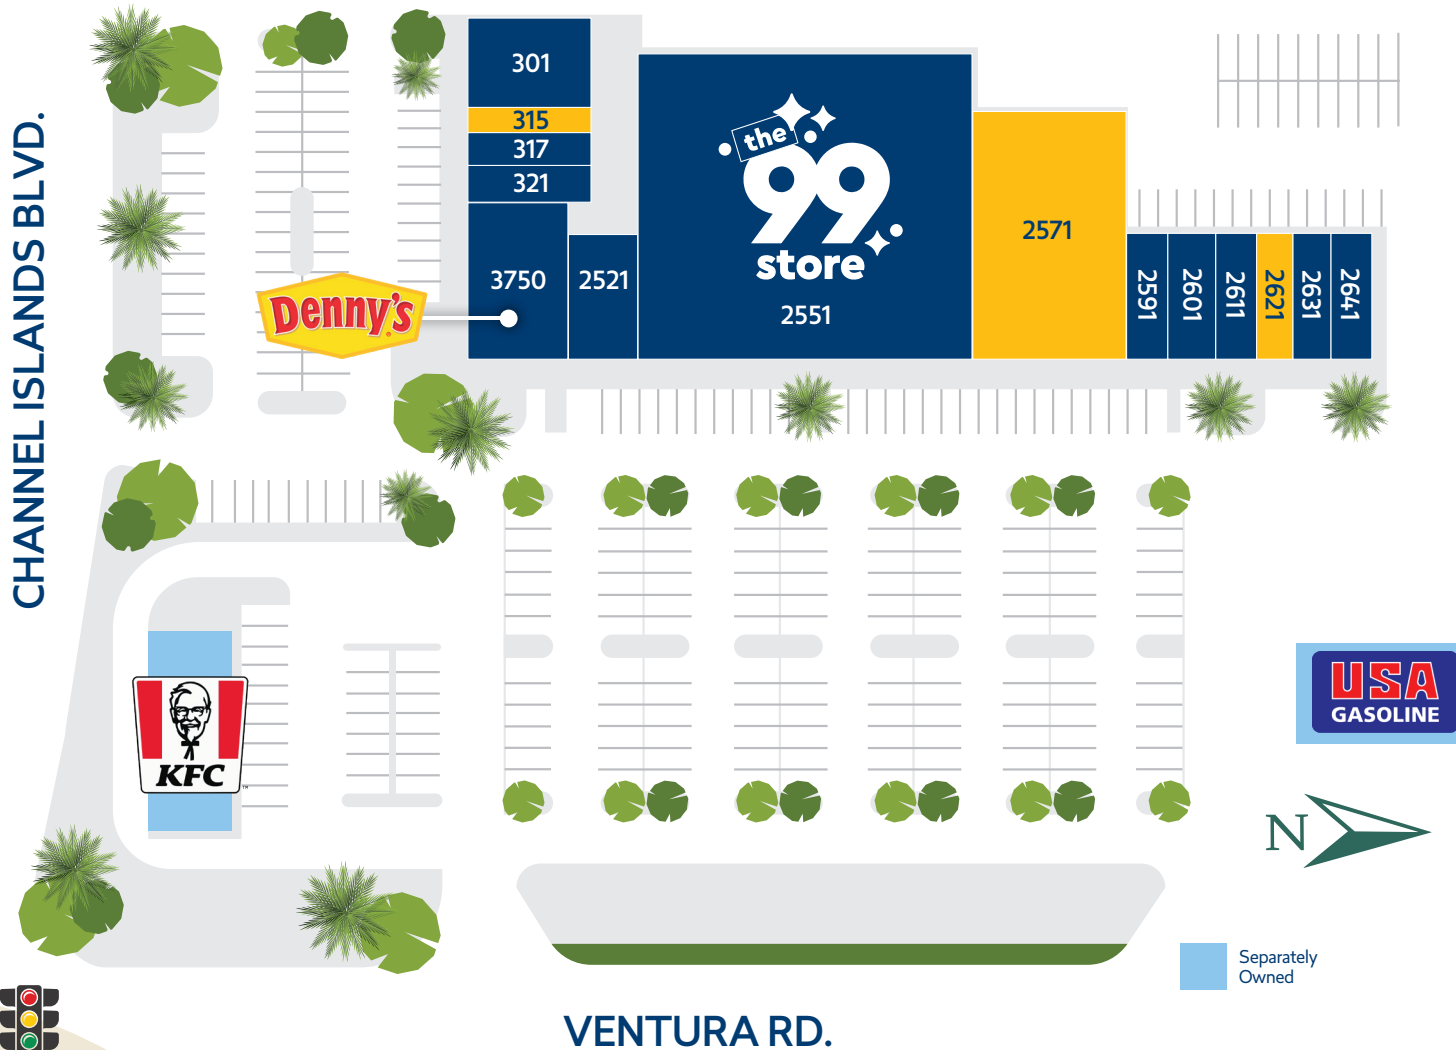 CHANNEL ISLANDS BLVD.
301
315
317
321
3750
2521
Denny's
the
99
store
2551
2571
2591
2601
2611
2621
2631
2641
KFC
TM
USA
GASOLINE
N
Separately
Owned
VENTURA RD.